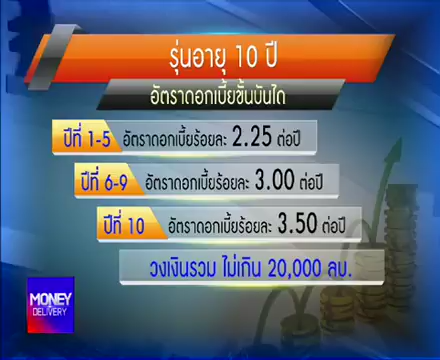 รุ่นอายุ 10 ปี
อัตราดอกเบี้ยขั้นบันได
ปีที่ 1-5 อัตราดอกเบี้ยร้อยละ 2.25 ต่อปี
ปีที่ 6-9 อัตราดอกเบี้ยร้อยละ 3.00 ต่อปี
ปีที่ 10 อัตราดอกเบี้ยร้อยละ 3.50 ต่อปี
วงเงินรวม ไม่เกิน 20,000 ลบ.
MONEY
DELIVERY